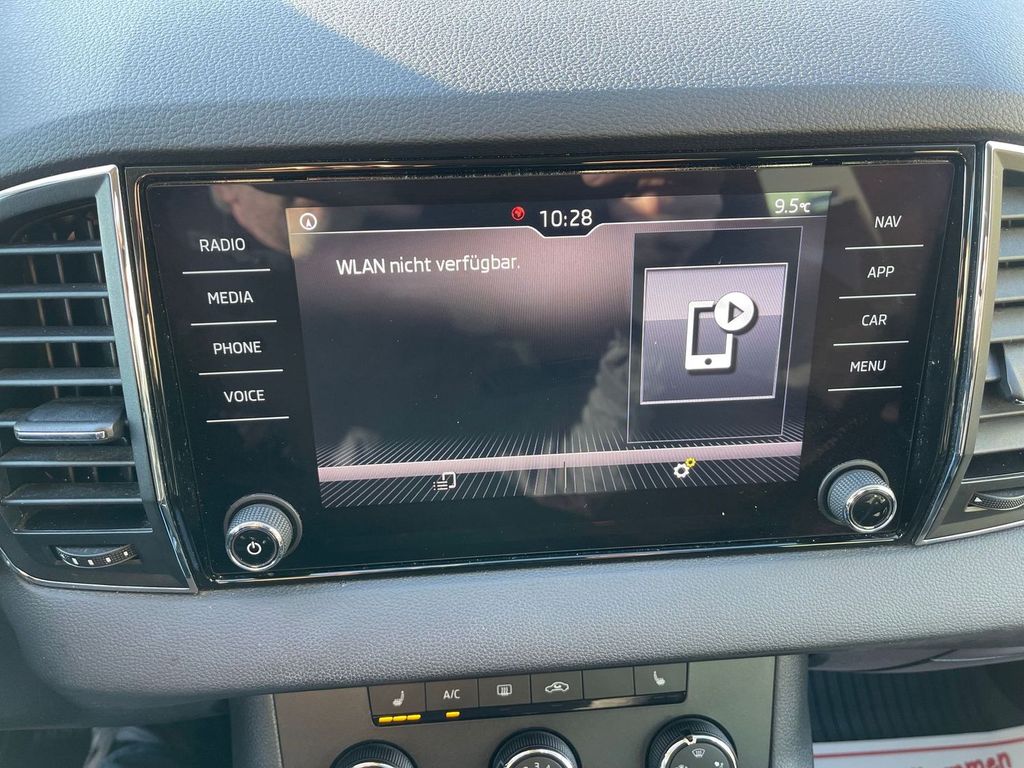 10:28
9.5°C
RADIO
MEDIA
PHONE
VOICE
WLAN nicht verfügbar.
NAV
APP
CAR
MENU
A/C